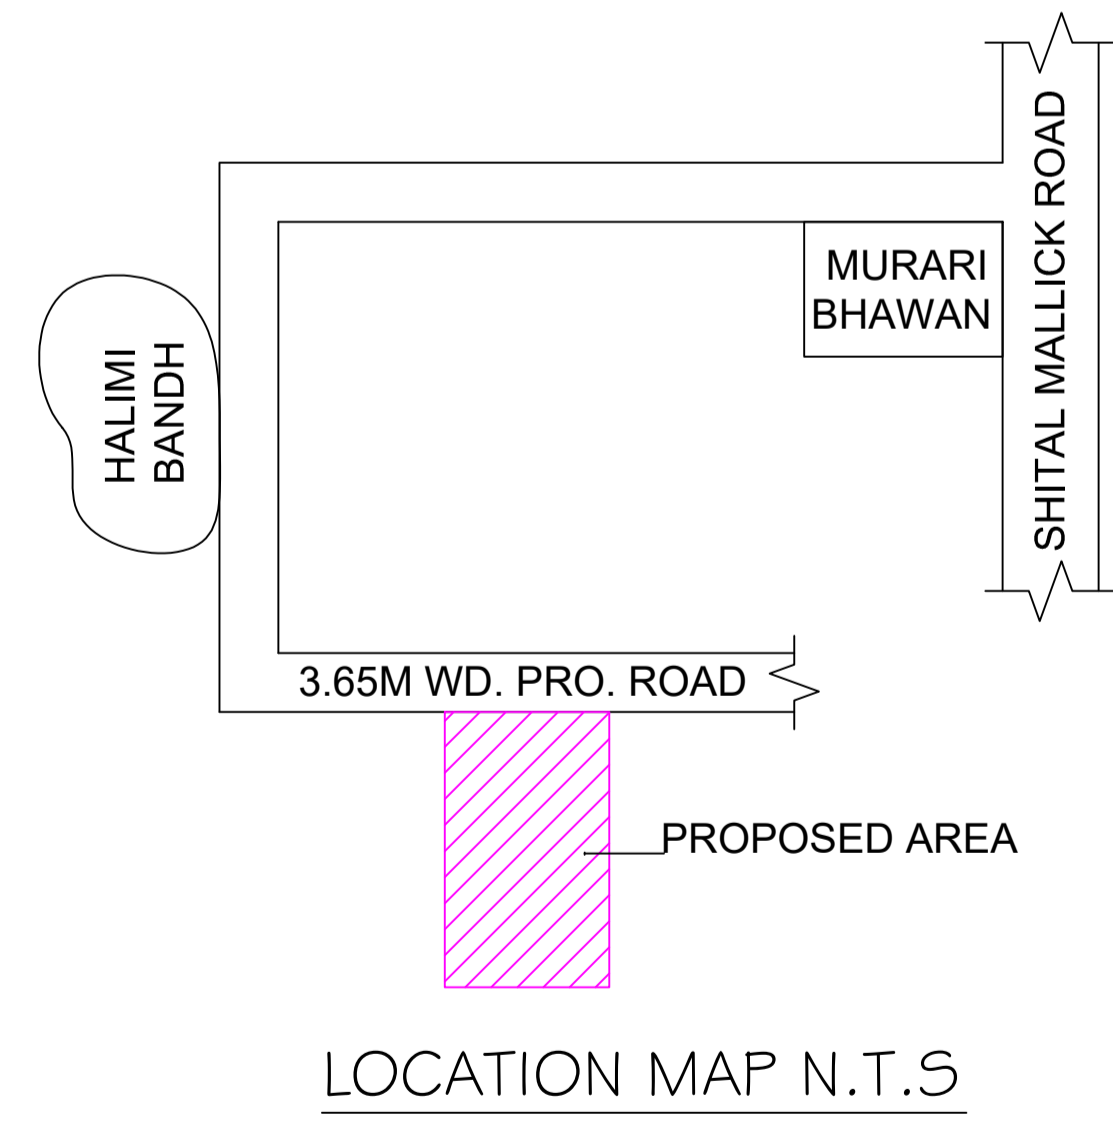 MURARI
BHAWAN
SHITAL MALLICK ROAD
HALIMI
BANDH
3.65M WD. PRO. ROAD
PROPOSED AREA
LOCATION MAP N.T.S